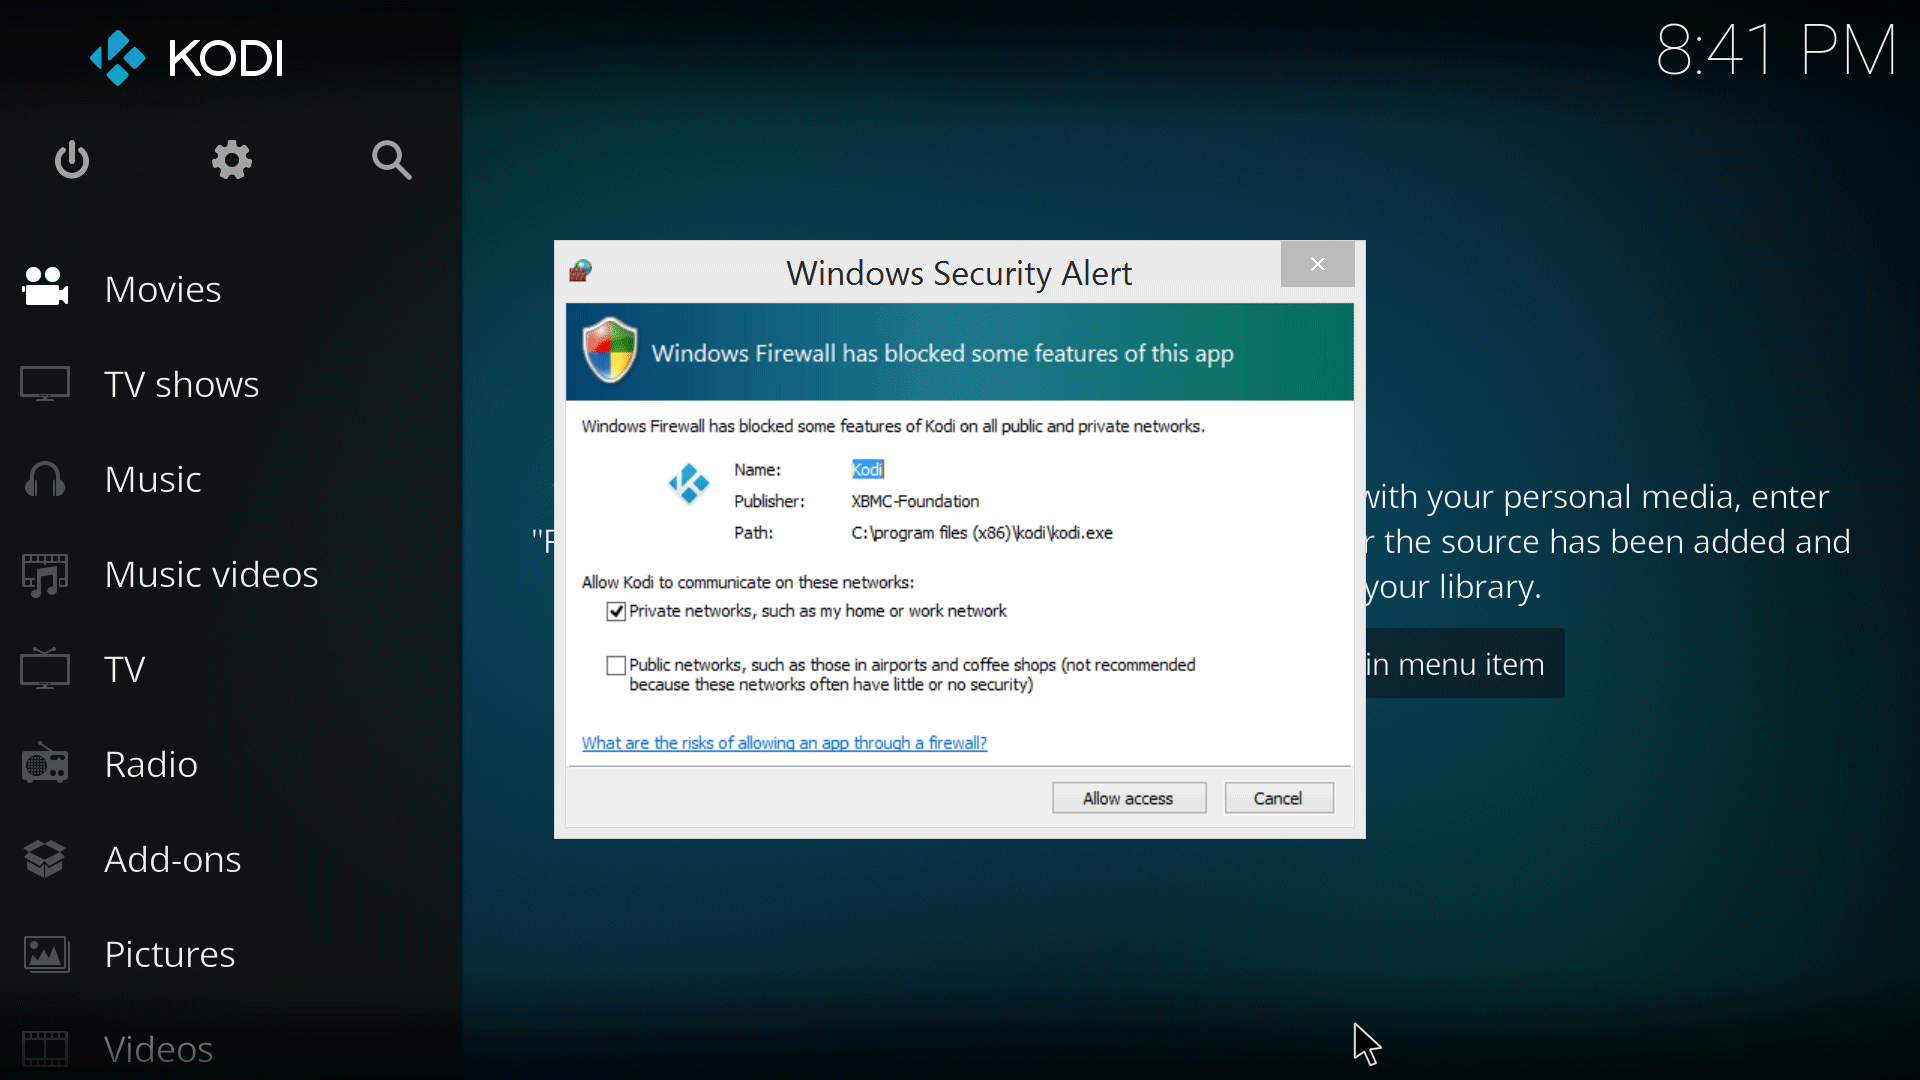 KODI
8:41 PM
Movies
TV shows
Music
Music videos
TV
Radio
Add-ons
Pictures
Videos
Windows Security Alert
Windows Firewall has blocked some features of this app
Windows Firewall has blocked some features of Kodi on all public and private networks.
Name: Kodi
Publisher: XBMC-Foundation
Path: C:\program files (x86)\kodi\kodi.exe
Allow Kodi to communicate on these networks:
Private networks, such as my home or work network
Public networks, such as those in airports and coffee shops (not recommended
because these networks often have little or no security)
What are the risks of allowing an app through a firewall?
Allow access
Cancel
with your personal media, enter
the source has been added and
your library.
in menu item